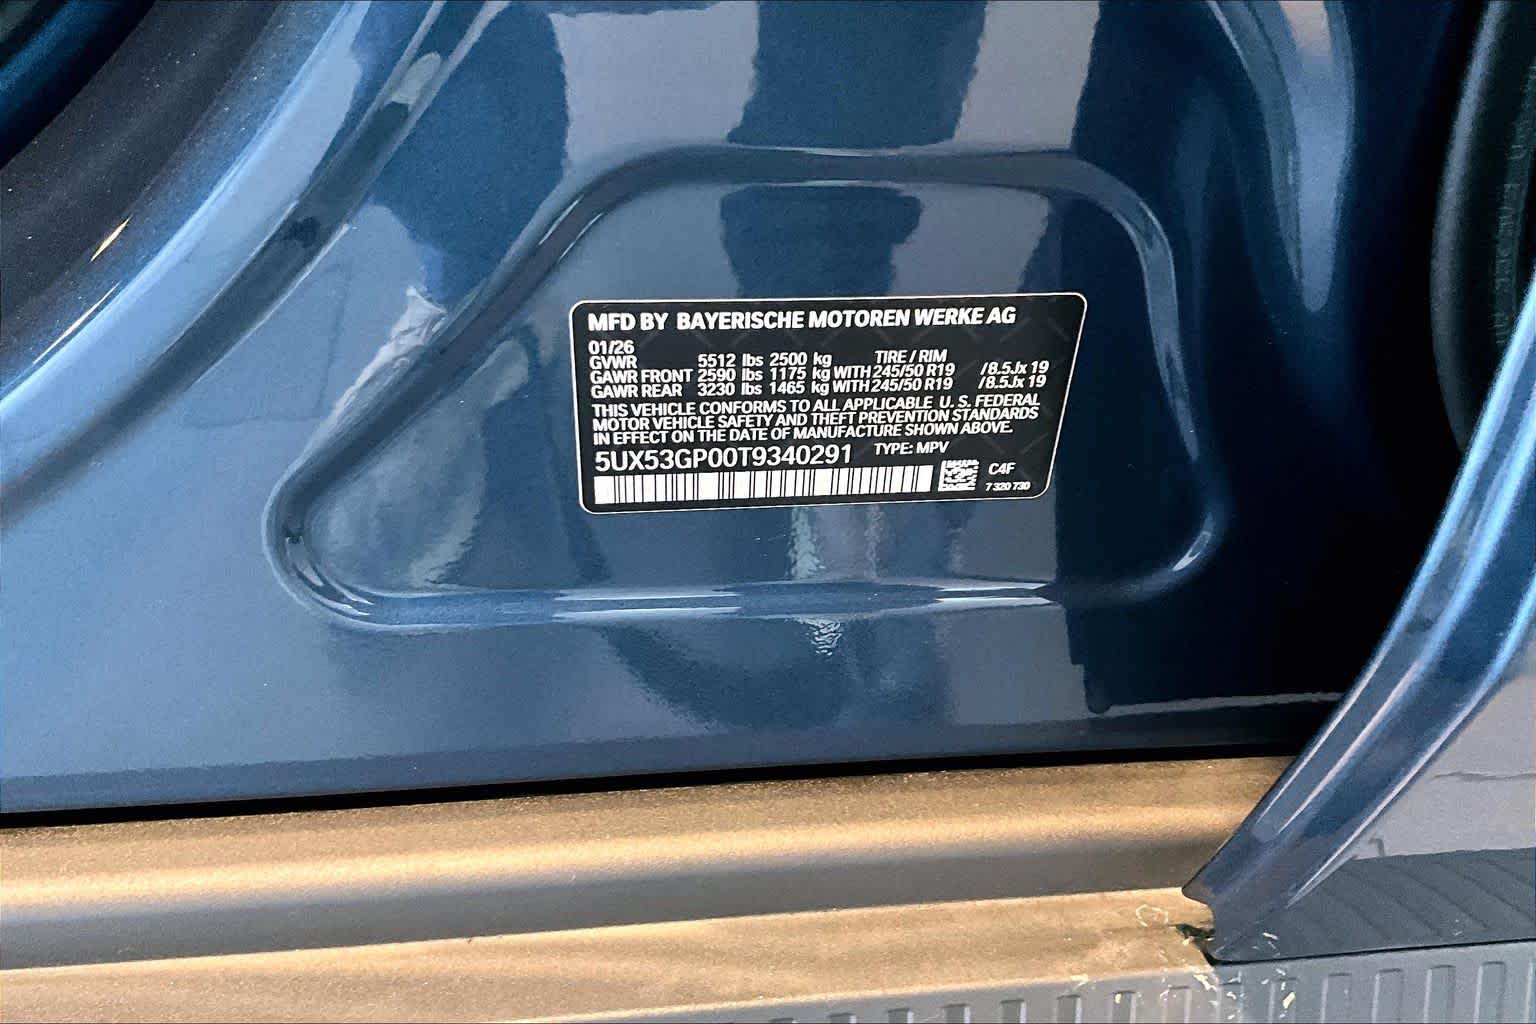 MFD BY BAYERISCHE MOTOREN WERKE AG
01/26
GVWR 5512 lbs 2500 kg TIRE / RIM
GAWR FRONT 2590 lbs 1175 kg WITH 245/50 R19 /8.5Jx 19
GAWR REAR 3230 lbs 1465 kg WITH 245/50 R19 /8.5Jx 19
THIS VEHICLE CONFORMS TO ALL APPLICABLE U. S. FEDERAL
MOTOR VEHICLE SAFETY AND THEFT PREVENTION STANDARDS
IN EFFECT ON THE DATE OF MANUFACTURE SHOWN ABOVE.
5UX53GP00T9340291 TYPE: MPV
C4F
7 320 730